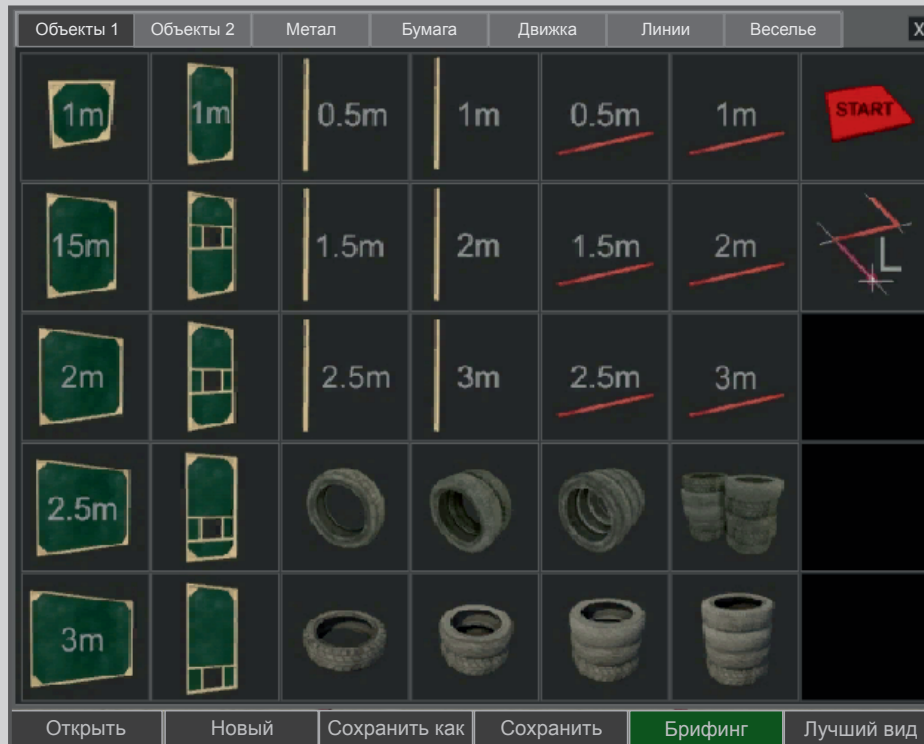 Объекты 1 Объекты 2 Метал Бумага Движка Линии Веселье X
1m 1m 0.5m 1m 0.5m 1m START
15m 1.5m 2m 1.5m 2m L
2m 2.5m 3m 2.5m 3m
2.5m
3m
Открыть Новый Сохранить как Сохранить Брифинг Лучший вид